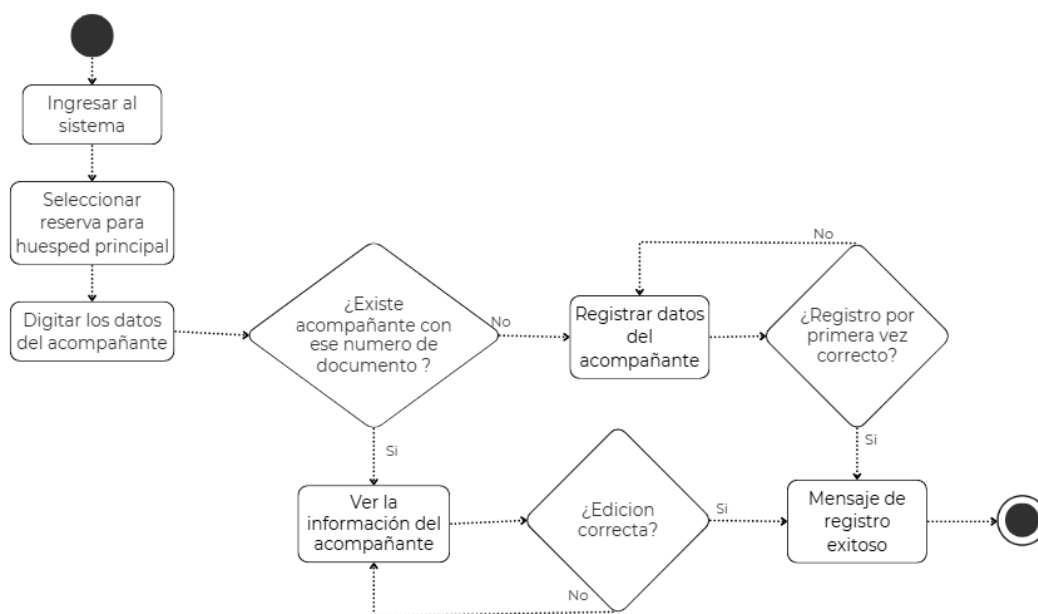 Ingresar al
sistema
Seleccionar
reserva para
huesped principal
Digitar los datos
del acompañante
¿Existe
acompañante con
ese numero de
documento ?
No
Registrar datos
del
acompañante
No
¿Registro por
primera vez
correcto?
Si
Si
Ver la
información del
acompañante
¿Edicion
correcta?
Si
No
Mensaje de
registro
exitoso